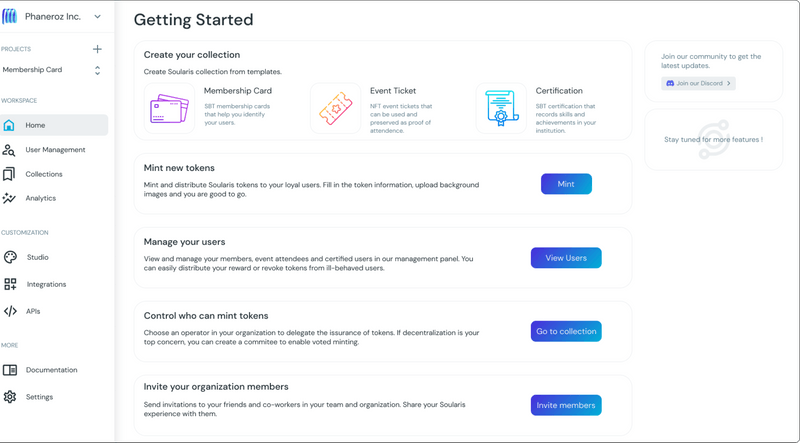 Phaneroz Inc.
PROJECTS
Membership Card
WORKSPACE
Home
User Management
Collections
Analytics
CUSTOMIZATION
Studio
Integrations
APIs
MORE
Documentation
Settings
Getting Started
Create your collection
Create Soularis collection from templates.
Membership Card
SBT membership cards
that help you identify
your users.
Event Ticket
NFT event tickets that
can be used and
preserved as proof of
attendence.
Certification
SBT certification that
records skills and
achievements in your
institution.
Mint new tokens
Mint and distribute Soularis tokens to your loyal users. Fill in the token information, upload background
images and you are good to go.
Mint
Manage your users
View and manage your members, event attendees and certified users in our management panel. You
can easily distribute your reward or revoke tokens from ill-behaved users.
View Users
Control who can mint tokens
Choose an operator in your organization to delegate the issurance of tokens. If decentralization is your
top concern, you can create a commitee to enable voted minting.
Go to collection
Invite your organization members
Send invitations to your friends and co-workers in your team and organization. Share your Soularis
experience with them.
Invite members
Join our community to get the
latest updates.
Join our Discord
Stay tuned for more features !